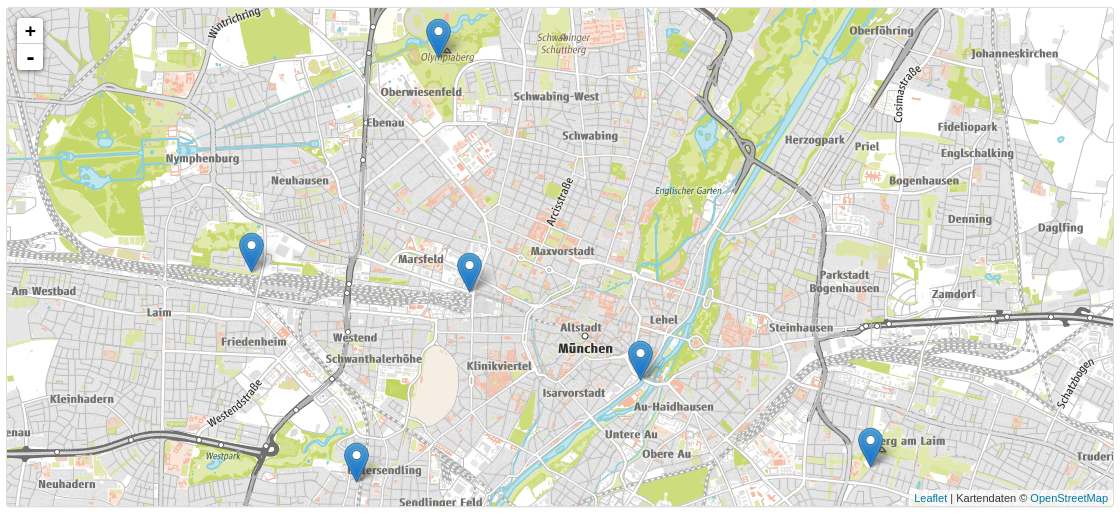 +
-
Wintrichring
Schwabinger
Schuttberg
Oberföhring
Johanneskirchen
Olympiaberg
Oberwiesenfeld
Schwabing-West
Cosimastraße
Ebenau
Schwabing
Herzogpark
Priel
Fideliopark
Englschalking
Nymphenburg
Neuhausen
Arcisstraße
Englischer Garten
Bogenhausen
Denning
Daglfing
Marsfeld
Maxvorstadt
Parkstadt
Bogenhausen
Am Westbad
Zamdorf
Laim
Lehel
Altstadt
Steinhausen
Westend
Friedenheim
München
Schwanthalerhöhe
Klinikviertel
Schatzbogen
Westendstraße
Isarvorstadt
Kleinhadern
Au-Haidhausen
enau
Untere Au
erg am Laim
Westpark
Obere Au
Truderi
tersendling
Neuhadern
Sendlinger Feld
Leaflet | Kartendaten © OpenStreetMap